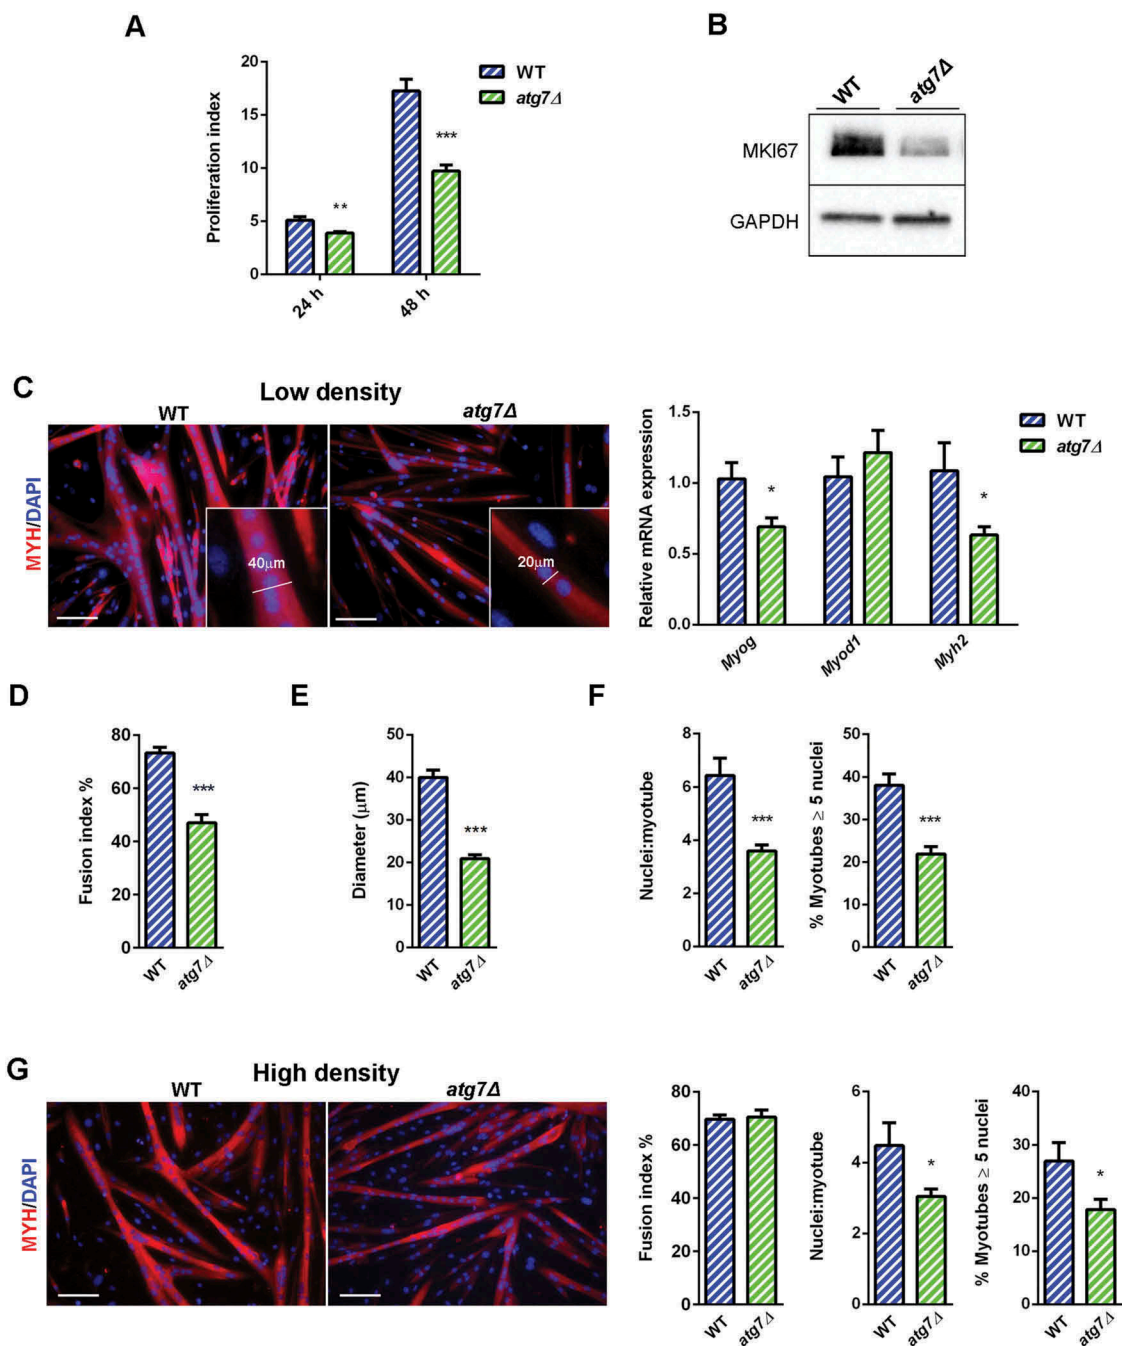 A
20
15
10
5
0
Proliferation index
WT
atg7Δ
**
***
24 h
48 h
B
WT
atg7Δ
MKI67
GAPDH
C
Low density
WT
atg7Δ
MYH/DAPI
40μm
20μm
1.5
1.0
0.5
0.0
Relative mRNA expression
*
*
WT
atg7Δ
Myog
Myod1
Myh2
D
80
60
40
20
0
Fusion index %
***
WT
atg7Δ
E
50
40
30
20
10
0
Diameter (μm)
***
WT
atg7Δ
F
8
6
4
2
0
Nuclei:myotube
***
WT
atg7Δ
50
40
30
20
10
0
% Myotubes ≥ 5 nuclei
***
WT
atg7Δ
G
High density
WT
atg7Δ
MYH/DAPI
80
60
40
20
0
Fusion index %
WT
atg7Δ
6
4
2
0
Nuclei:myotube
*
WT
atg7Δ
40
30
20
10
0
% Myotubes ≥ 5 nuclei
*
WT
atg7Δ